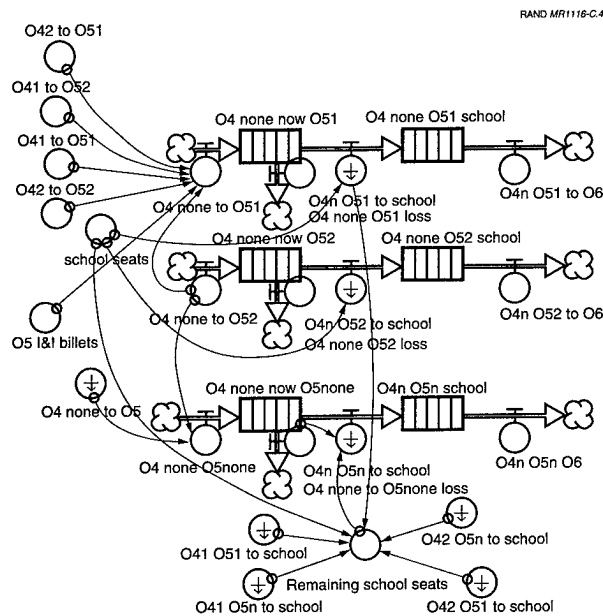 RAND MR1116-C.4
O42 to O51
O41 to O52
O41 to O51
O42 to O52
O4 none now O51
O4 none O51 school
O4 none to O51
O4n O51 to school
O4n O51 to O6
O4 none O51 loss
school seats
O4 none now O52
O4 none O52 school
O5 I&I billets
O4 none to O52
O4n O52 to school
O4n O52 to O6
O4 none O52 loss
O4 none to O5
O4 none now O5none
O4n O5n school
O4 none O5none
O4n O5n to school
O4n O5n O6
O4 none to O5none loss
O41 O51 to school
O42 O5n to school
Remaining school seats
O41 O5n to school
O42 O51 to school